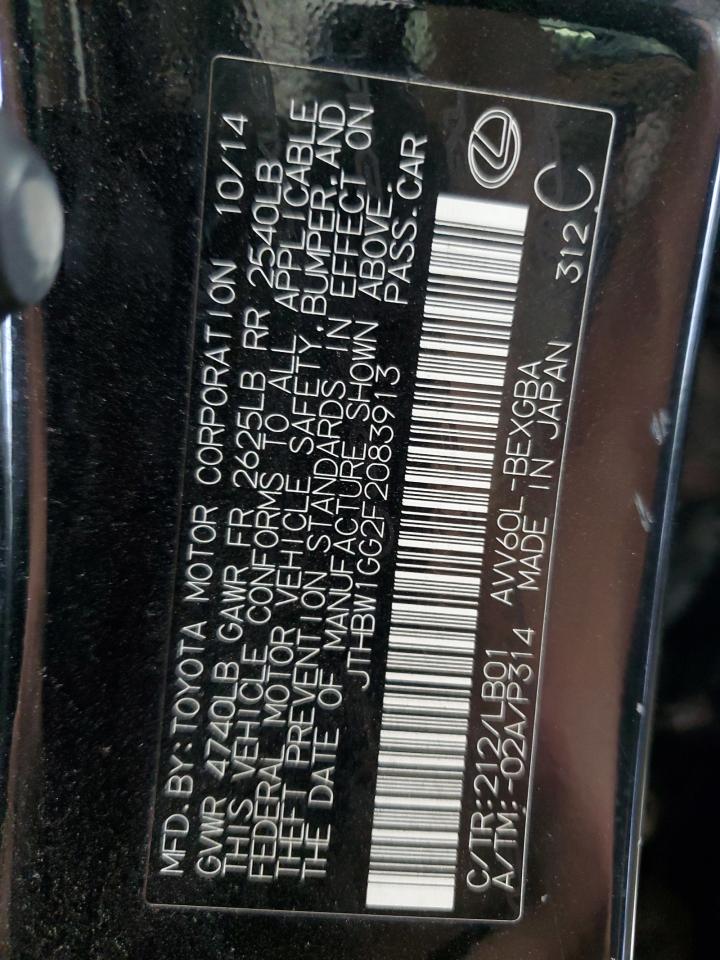 MFD.BY:TOYOTA MOTOR CORPORATION 10/14
GVWR 4740LB GAWR FR 2625LB RR 2540LB
THIS VEHICLE CONFORMS TO ALL APPLICABLE
FEDERAL MOTOR VEHICLE SAFETY, BUMPER, AND
THEFT PREVENTION STANDARDS IN EFFECT ON
THE DATE OF MANUFACTURE SHOWN ABOVE.
JTHBW1GG2F2083913 PASS.CAR
C/TR:212/LB01 AVV60L-BEXGBA
A/TM:-02A/P314 MADE IN JAPAN 312 C